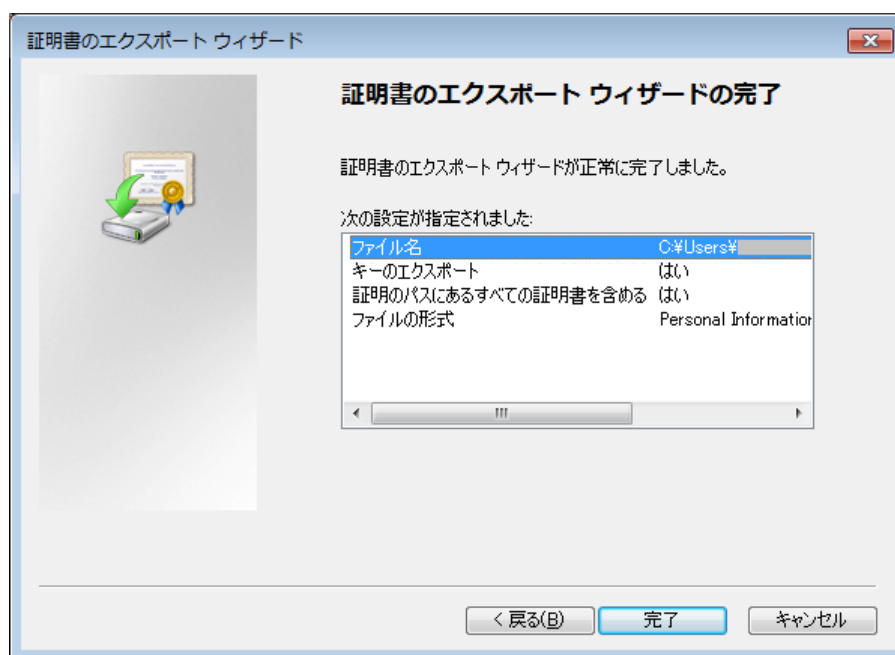 証明書のエクスポート ウィザード
証明書のエクスポート ウィザードの完了
証明書のエクスポート ウィザードが正常に完了しました。
次の設定が指定されました:
ファイル名 C:¥Users¥
キーのエクスポート はい
証明のパスにあるすべての証明書を含める はい
ファイルの形式 Personal Information
< 戻る(B) 完了 キャンセル